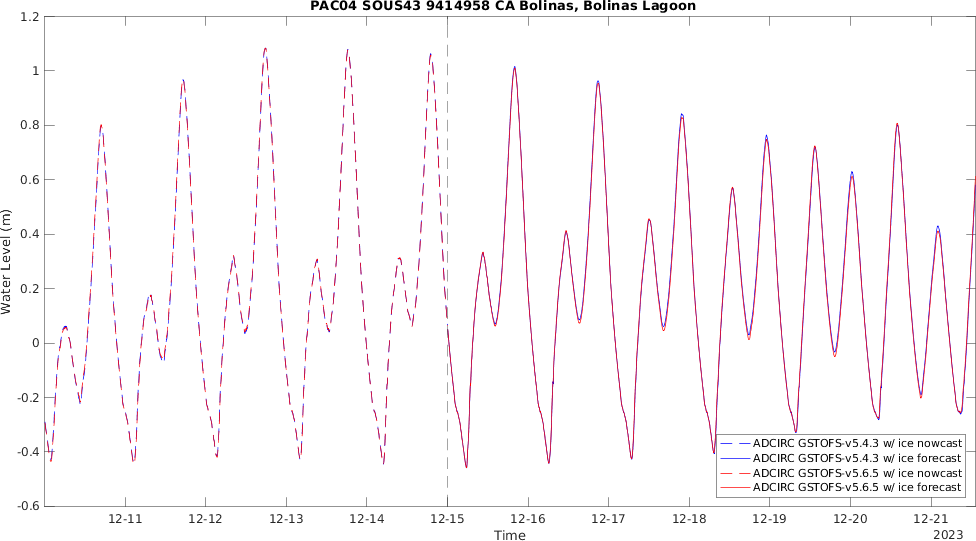 PAC04 SOUS43 9414958 CA Bolinas, Bolinas Lagoon
1.2
1
0.8
0.6
0.4
0.2
0
-0.2
-0.4
-0.6
Water Level (m)
12-11 12-12 12-13 12-14 12-15 12-16 12-17 12-18 12-19 12-20 12-21
Time
2023
ADCIRC GSTOFS-v5.4.3 w/ ice nowcast
ADCIRC GSTOFS-v5.4.3 w/ ice forecast
ADCIRC GSTOFS-v5.6.5 w/ ice nowcast
ADCIRC GSTOFS-v5.6.5 w/ ice forecast